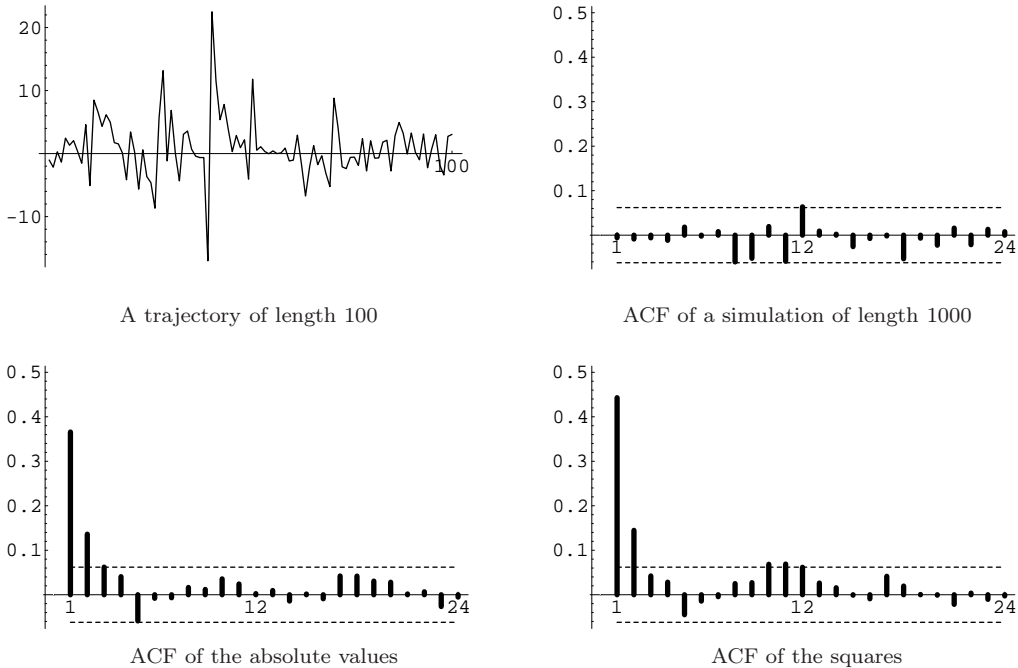 20
10
-10
100
A trajectory of length 100
0.5
0.4
0.3
0.2
0.1
1 12 24
ACF of a simulation of length 1000
0.5
0.4
0.3
0.2
0.1
1 12 24
ACF of the absolute values
0.5
0.4
0.3
0.2
0.1
1 12 24
ACF of the squares